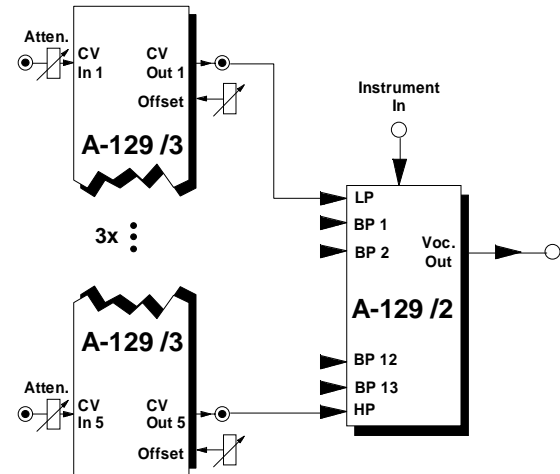 Atten.
CV
In 1
CV
Out 1
Offset
A-129 /3
3x
A-129 /3
Atten.
CV
In 5
CV
Out 5
Offset
Instrument
In
LP
BP 1
BP 2
Voc.
Out
A-129 /2
BP 12
BP 13
HP